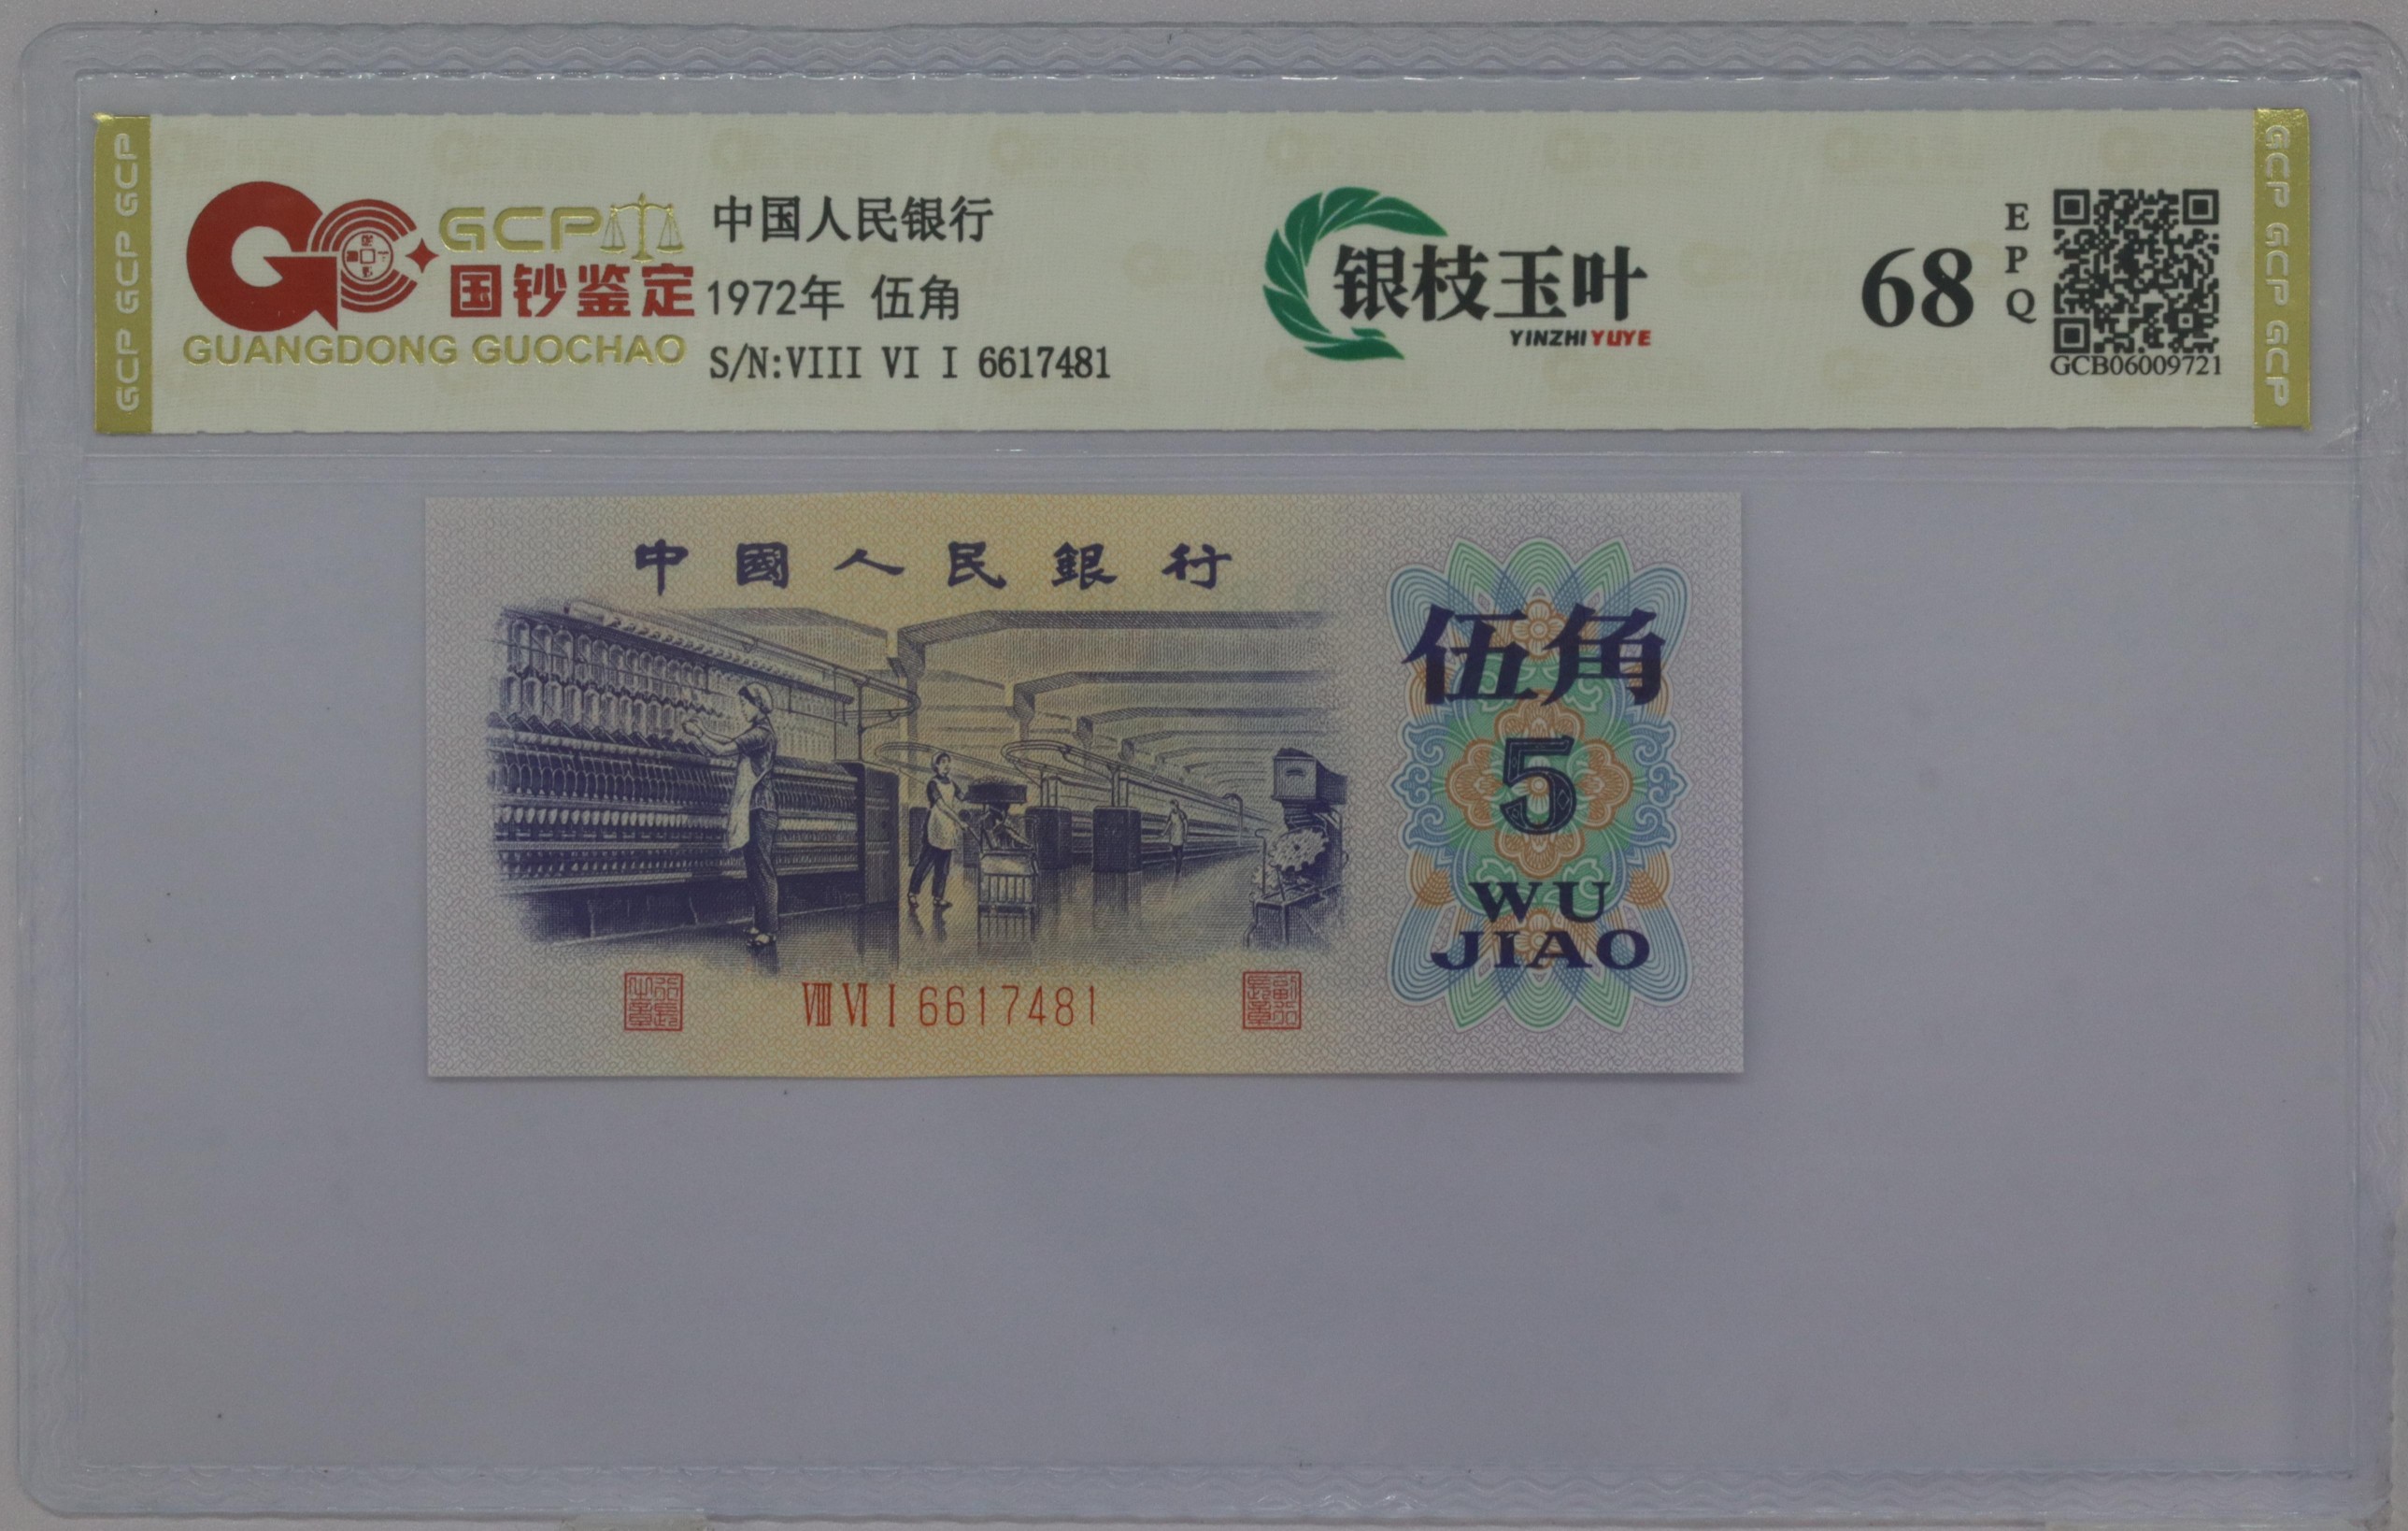 GCP GCP GCP
GCP
国钞鉴定
GUANGDONG GUOCHAO
中国人民银行
1972年 伍角
S/N:VIII VI I 6617481
银枝玉叶
YINZHIYUYE
68
EPQ
GCB06009721
GCP GCP GCP
中國人民銀行
伍角
5
WU
JIAO
VIII VI I 6617481